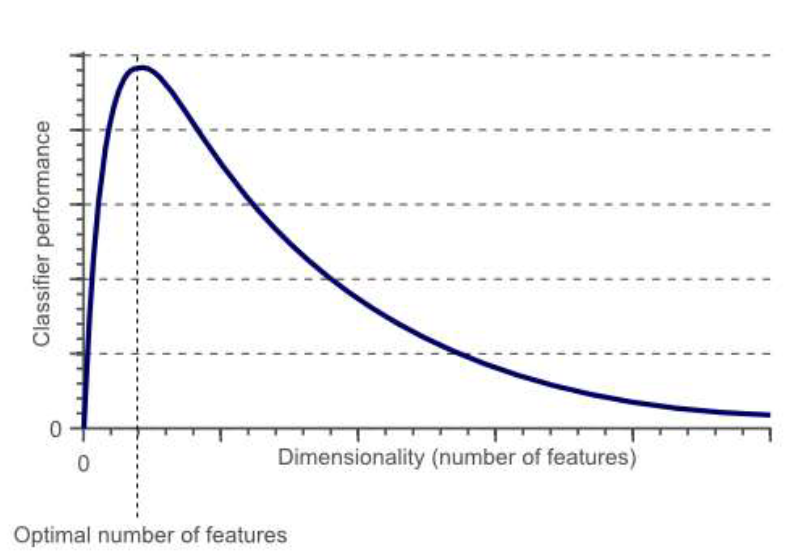 Classifier performance
0
0
Dimensionality (number of features)
Optimal number of features